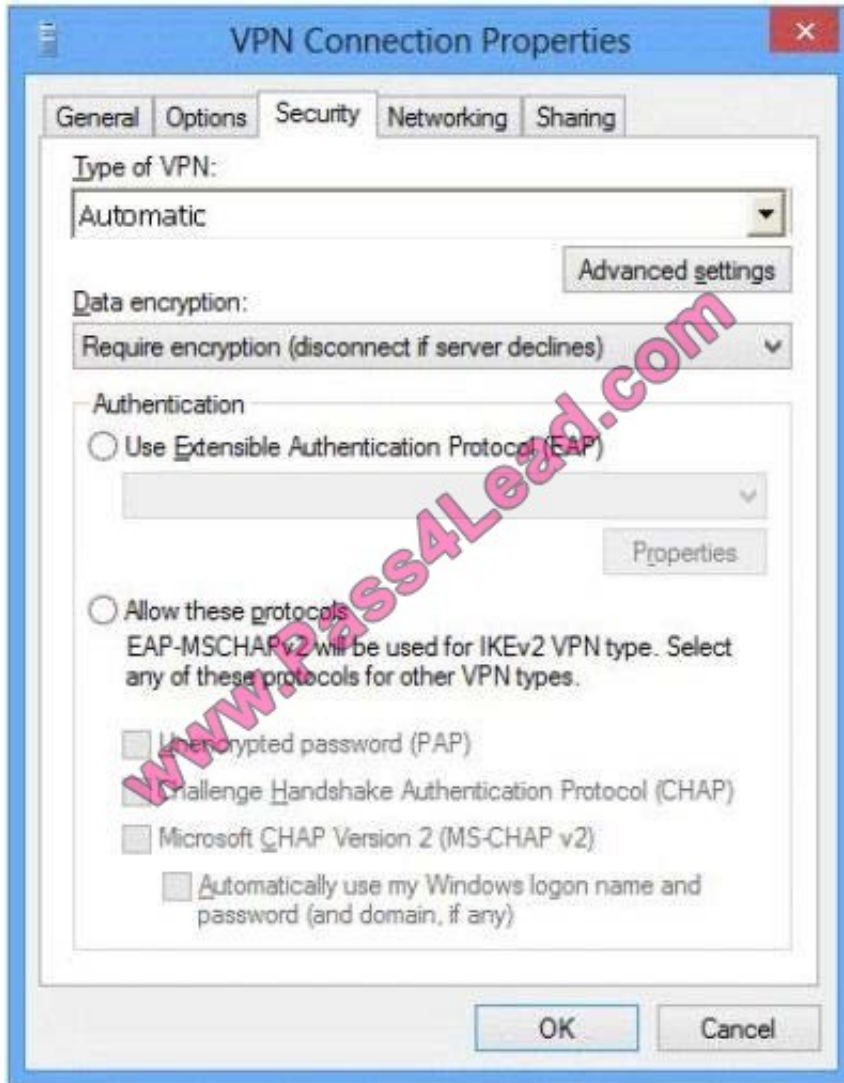 VPN Connection Properties
General Options Security Networking Sharing
Type of VPN:
Automatic
Advanced settings
Data encryption:
Require encryption (disconnect if server declines)
Authentication
Use Extensible Authentication Protocol (EAP)
Properties
Allow these protocols
EAP-MSCHAPv2 will be used for IKEv2 VPN type. Select
any of these protocols for other VPN types.
Unencrypted password (PAP)
Challenge Handshake Authentication Protocol (CHAP)
Microsoft CHAP Version 2 (MS-CHAP v2)
Automatically use my Windows logon name and
password (and domain, if any)
OK Cancel
www.Pass4Lead.com